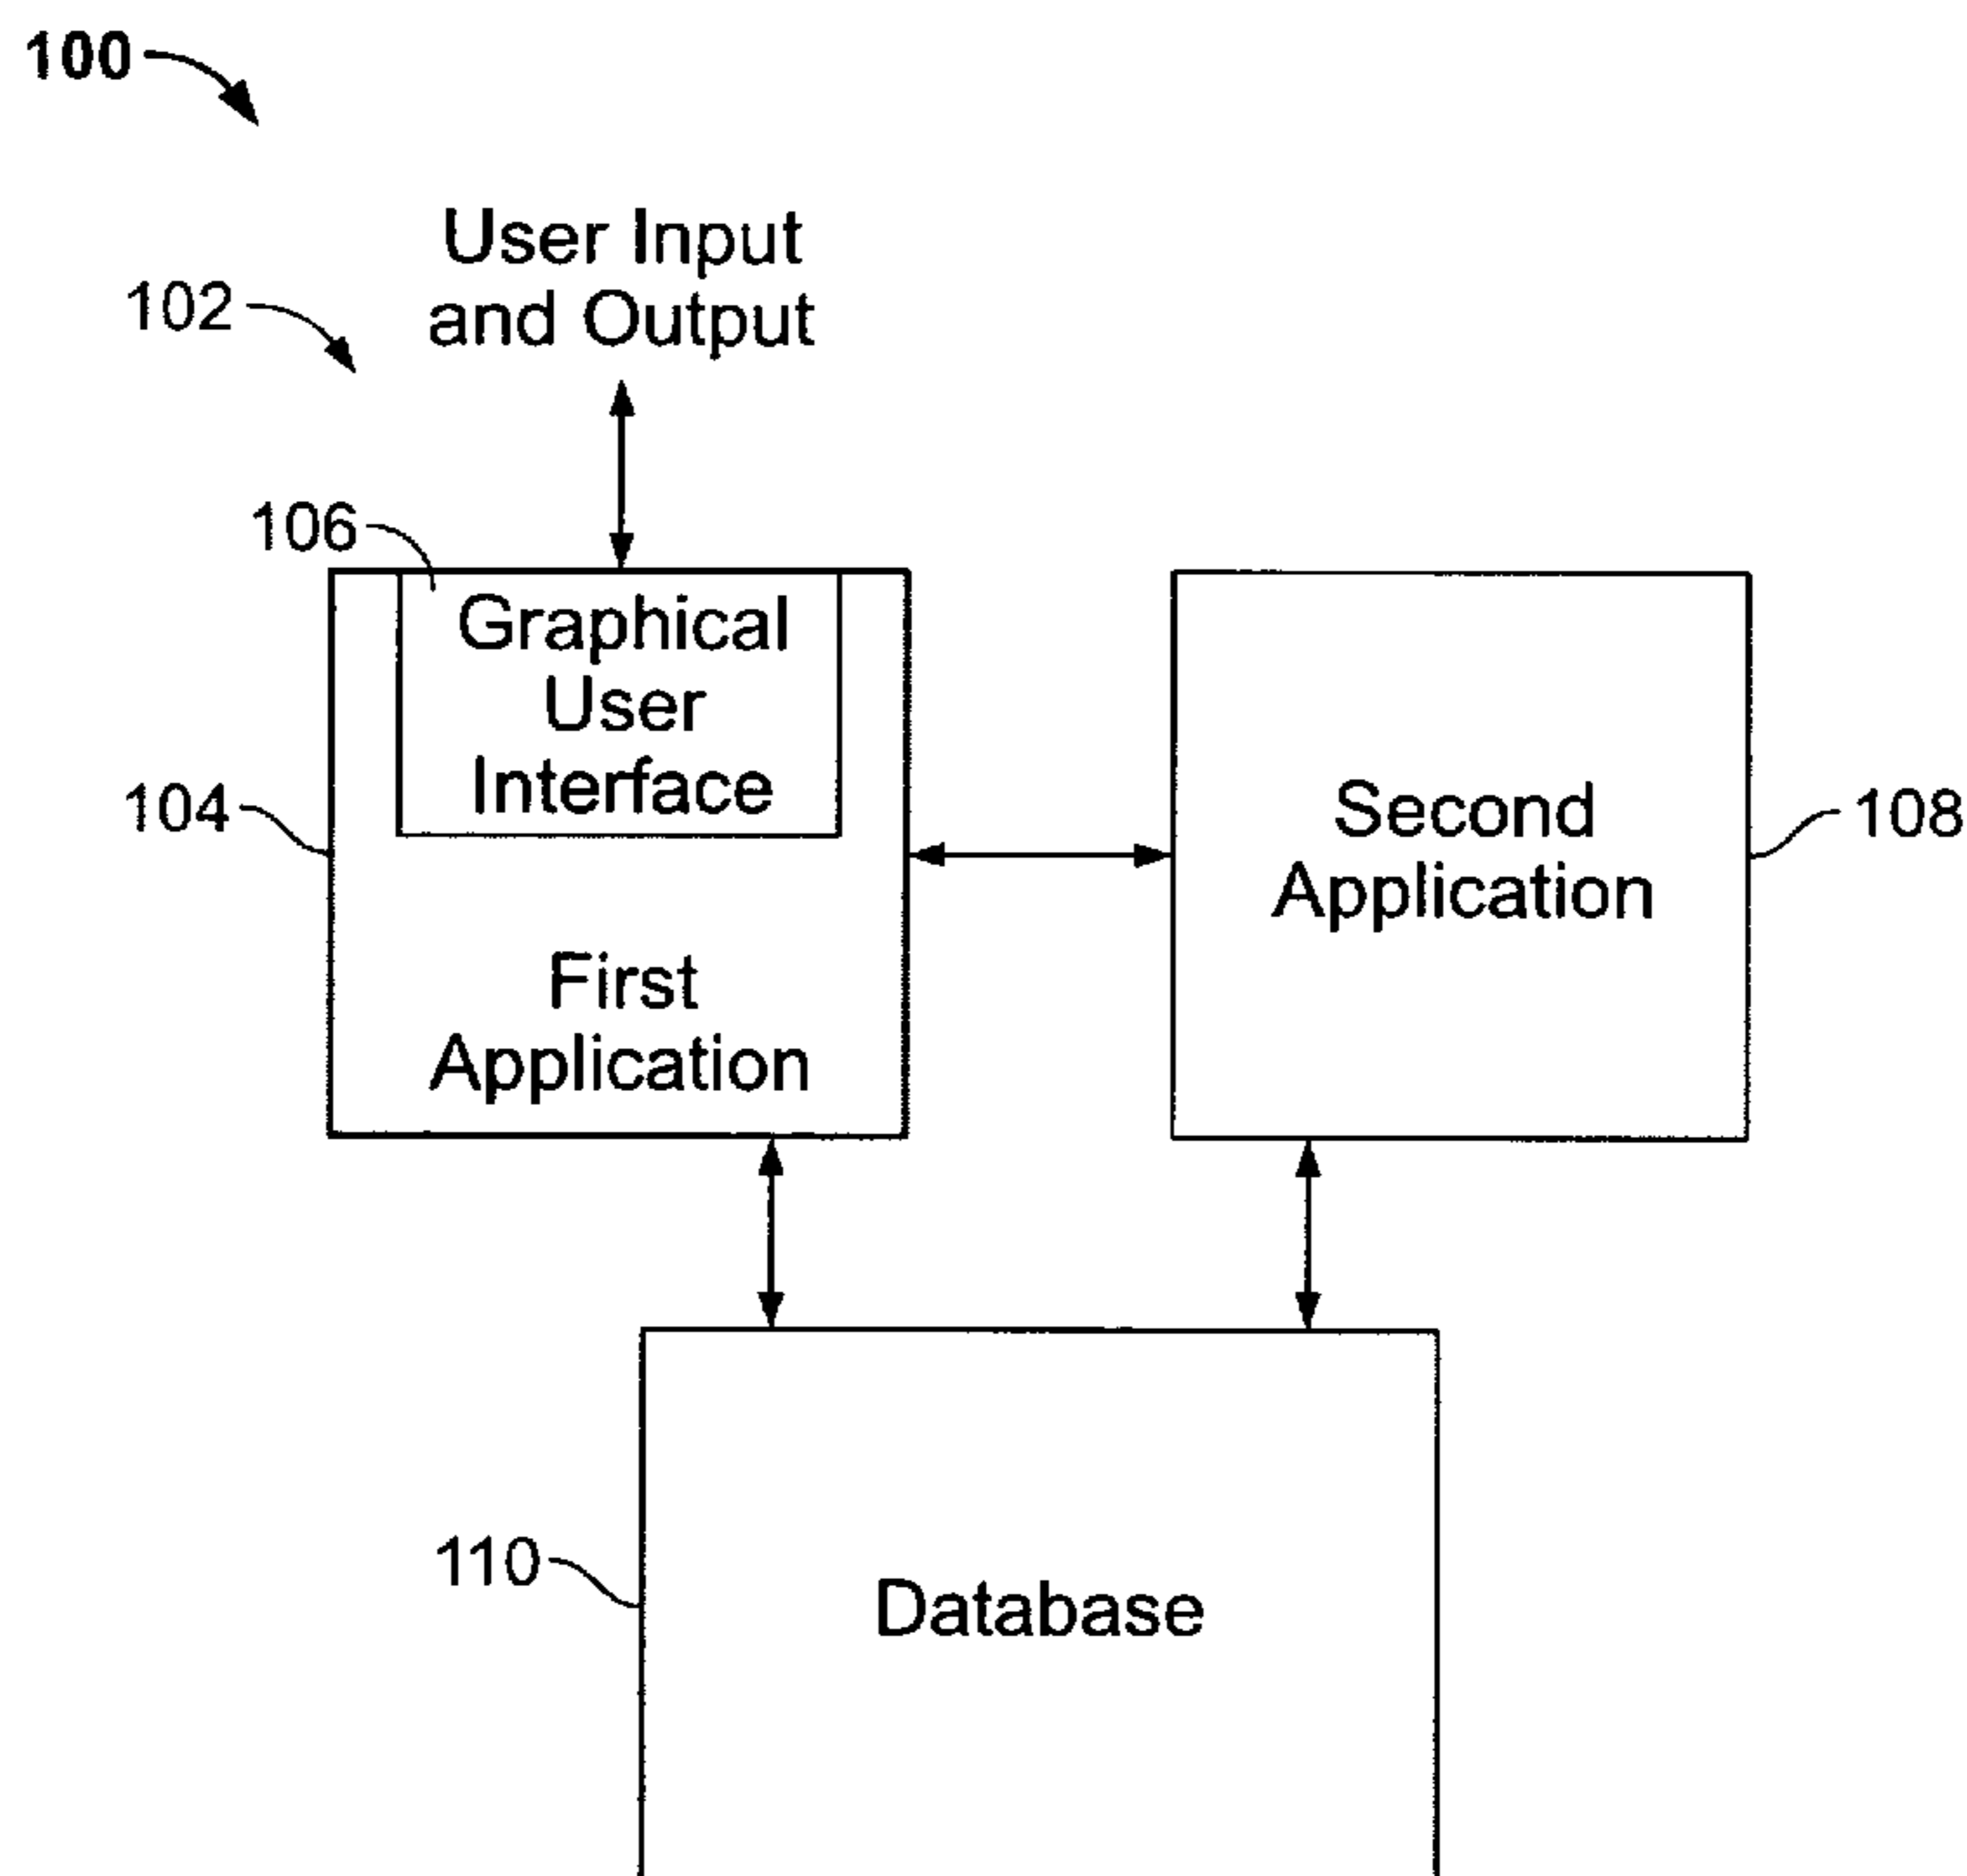 100
User Input
and Output
102
106
Graphical
User
Interface
104
First
Application
Second
Application
108
110
Database